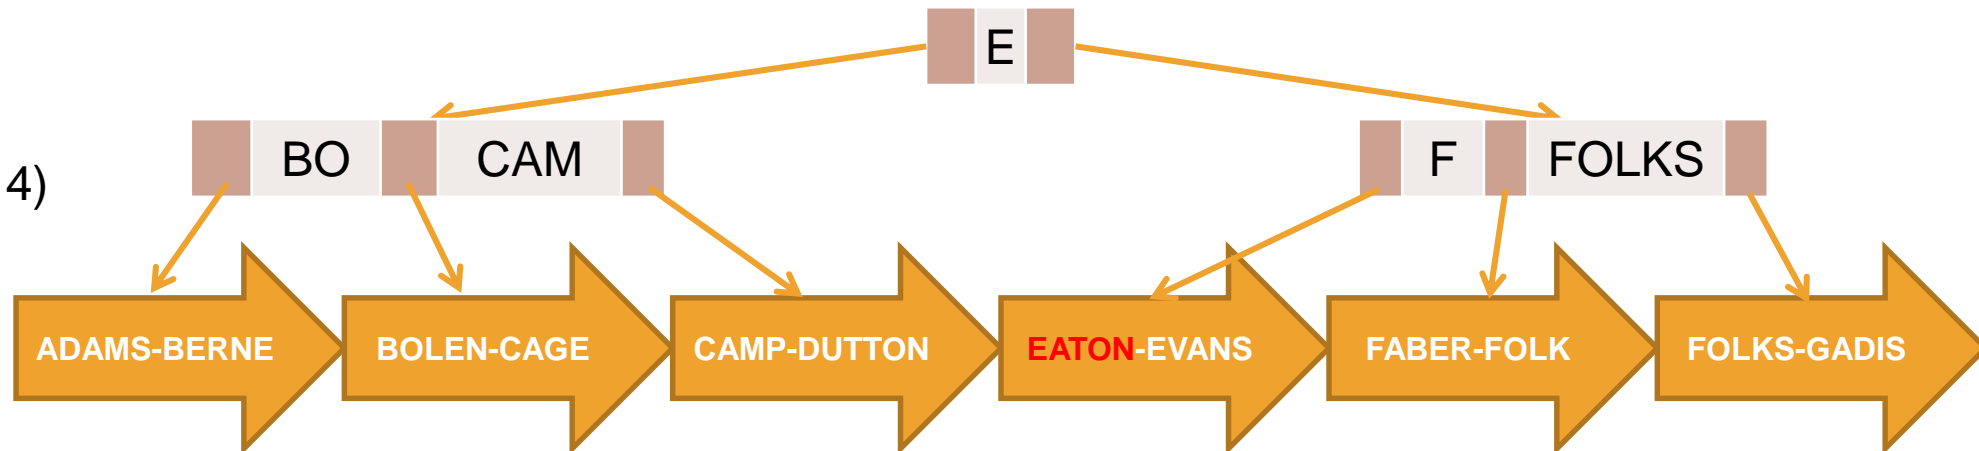 E
BO CAM F FOLKS
4)
ADAMS-BERNE BOLEN-CAGE CAMP-DUTTON EATON-EVANS FABER-FOLK FOLKS-GADIS